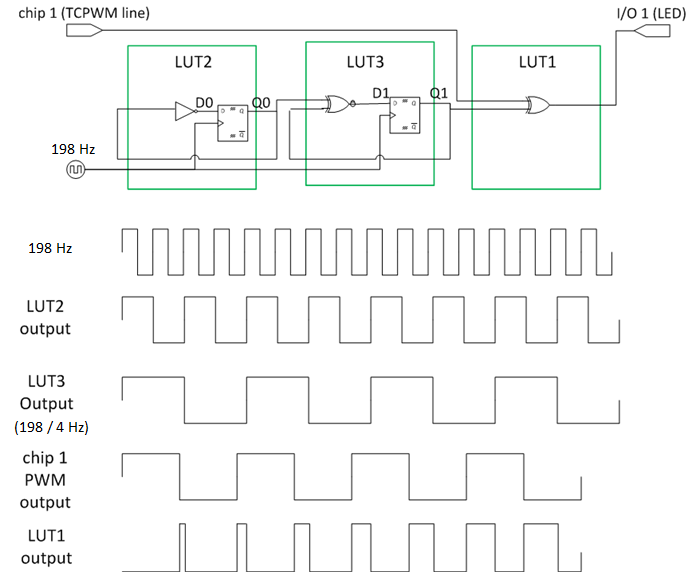 chip 1 (TCPWM line)
I/O 1 (LED)
LUT2
LUT3
LUT1
D0
Q0
D1
Q1
D
Q
Q
D
Q
Q
198 Hz
198 Hz
LUT2
output
LUT3
Output
(198 / 4 Hz)
chip 1
PWM
output
LUT1
output